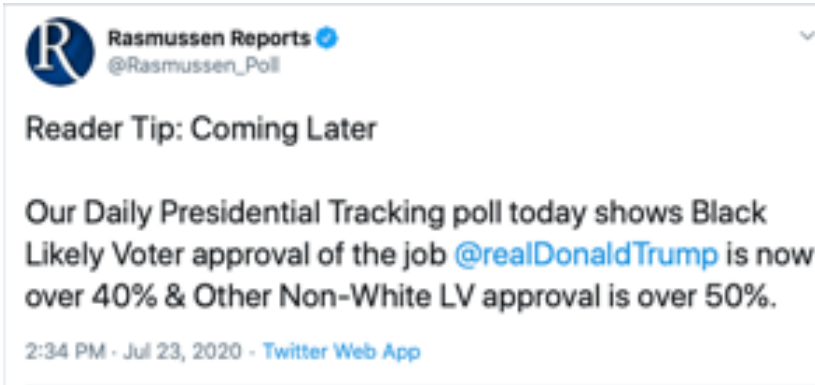 Rasmussen Reports
@Rasmussen_Poll
Reader Tip: Coming Later
Our Daily Presidential Tracking poll today shows Black
Likely Voter approval of the job @realDonaldTrump is now
over 40% & Other Non-White LV approval is over 50%.
2:34 PM · Jul 23, 2020 · Twitter Web App